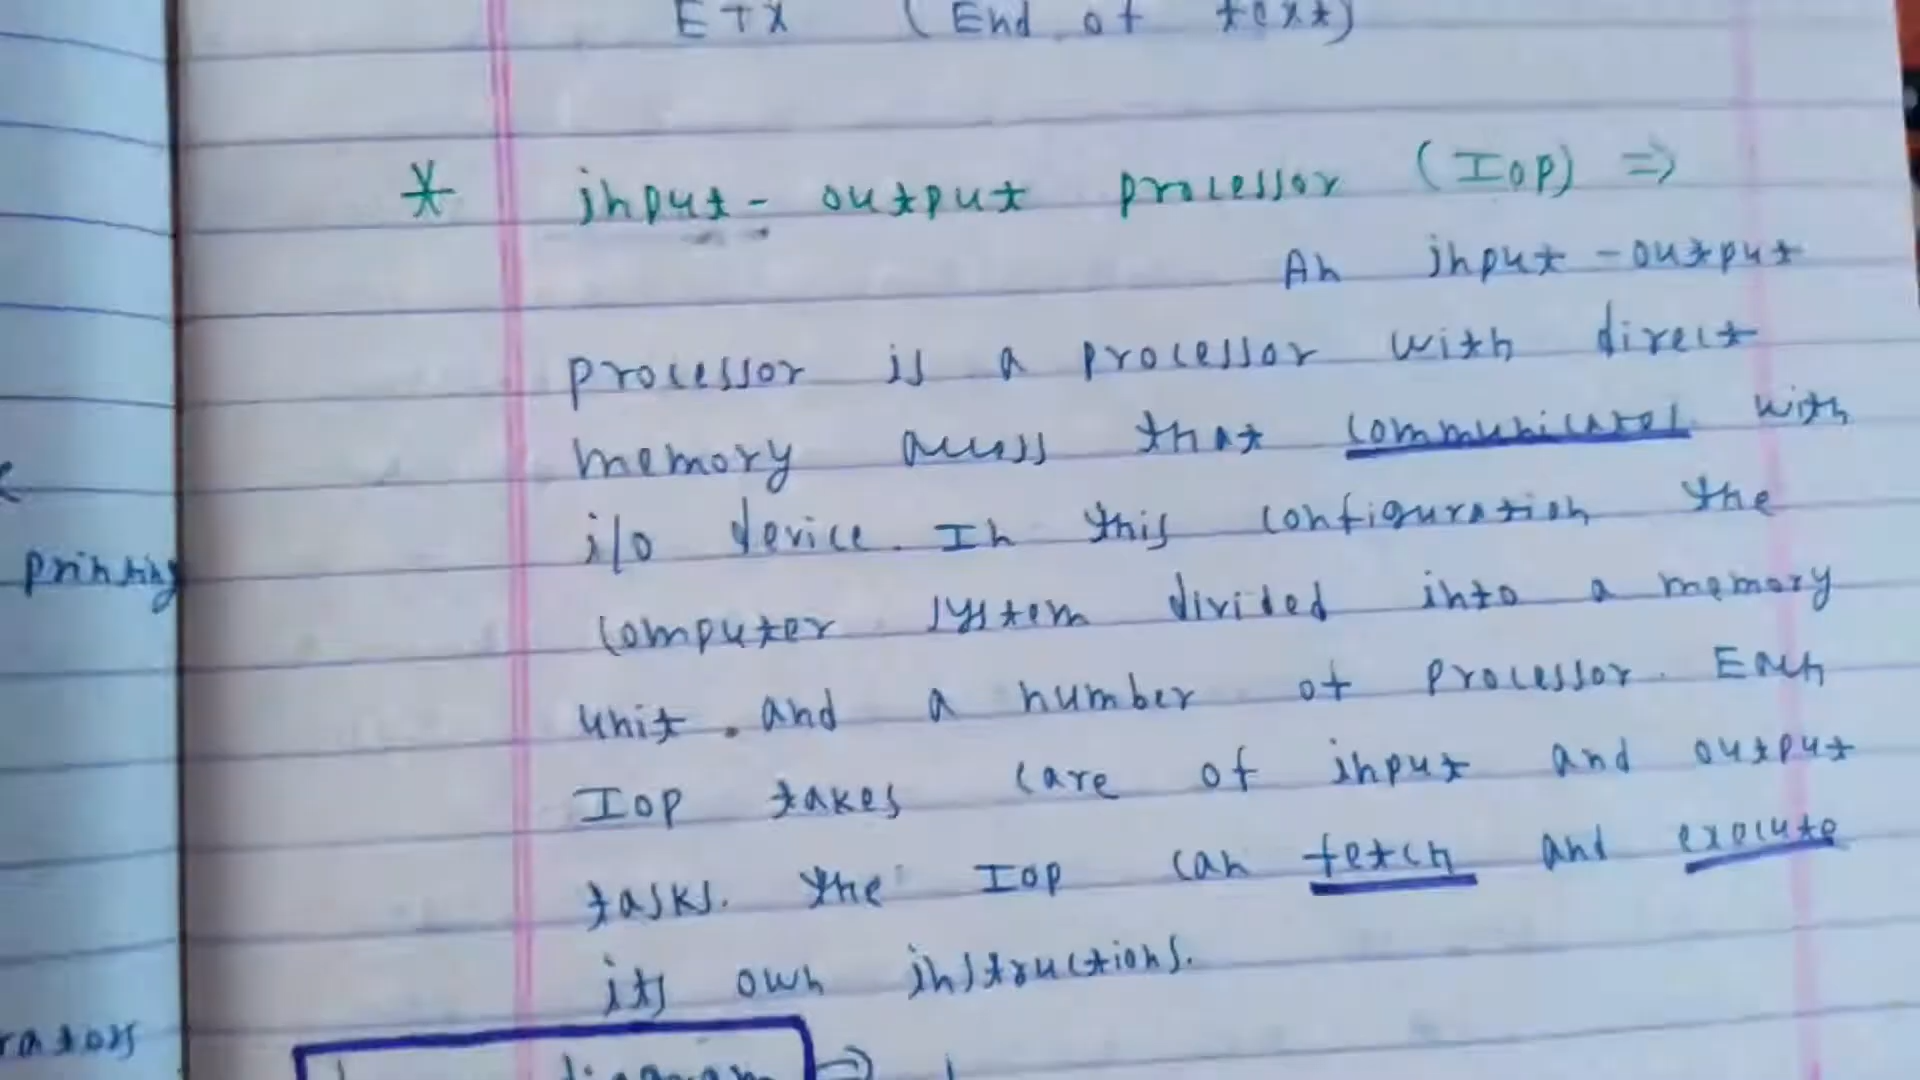 ETX (End of text)
* input - output processor (IOP) ⇒
An input - output
processor is a processor with direct
memory access that communicates with
printing
i/o device. In this configuration the
computer system divided into a memory
unit. and a number of processor. Each
IOP takes care of input and output
tasks. The IOP can fetch and execute
its own instructions.
diagram ⇒